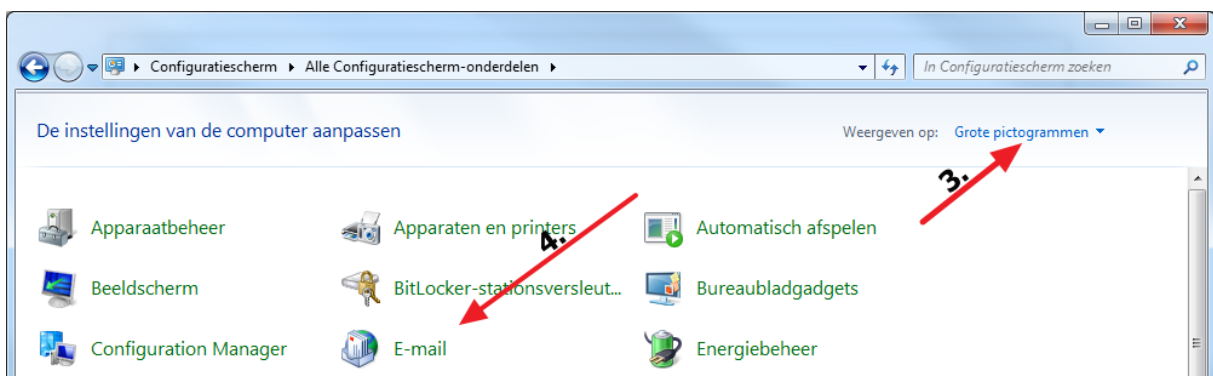 Configuratiescherm Alle Configuratiescherm-onderdelen In Configuratiescherm zoeken
De instellingen van de computer aanpassen Weergeven op: Grote pictogrammen
3.
Apparaatbeheer Apparaten en printers Automatisch afspelen
4.
Beeldscherm BitLocker-stationsversleut... Bureaubladgadgets
Configuration Manager E-mail Energiebeheer